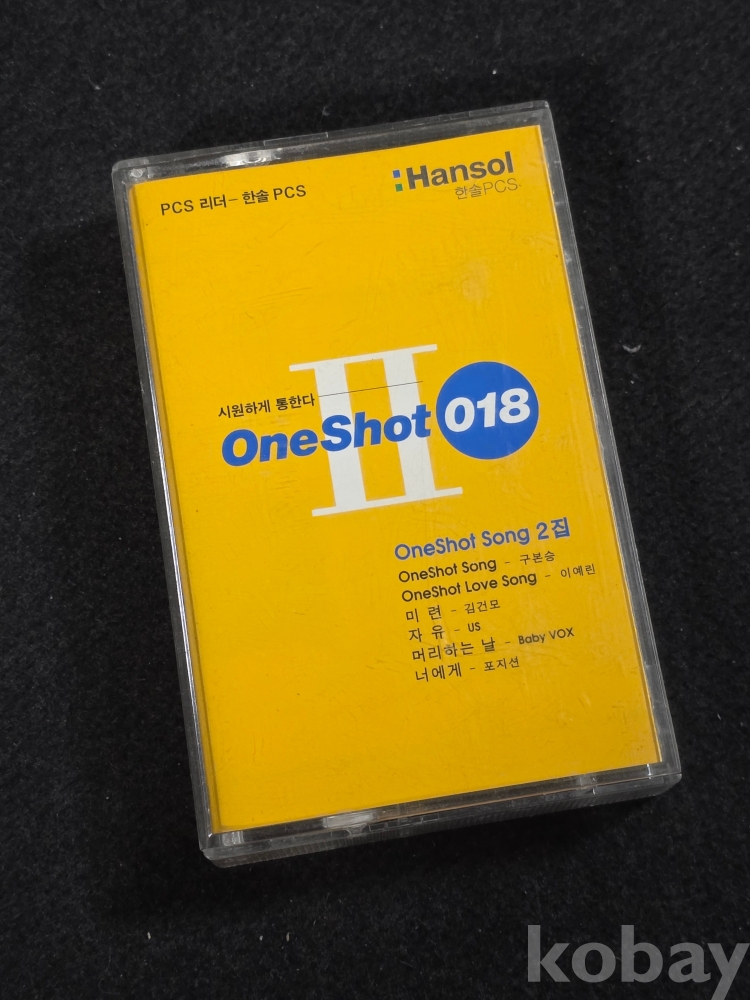 PCS 리더 - 한솔 PCS
Hansol
한솔PCS
II
시원하게 통한다
OneShot 018
OneShot Song 2집
OneShot Song - 구본승
OneShot Love Song - 이예린
미 련 - 김건모
자 유 - US
머리하는 날 - Baby VOX
너에게 - 포지션
kobay